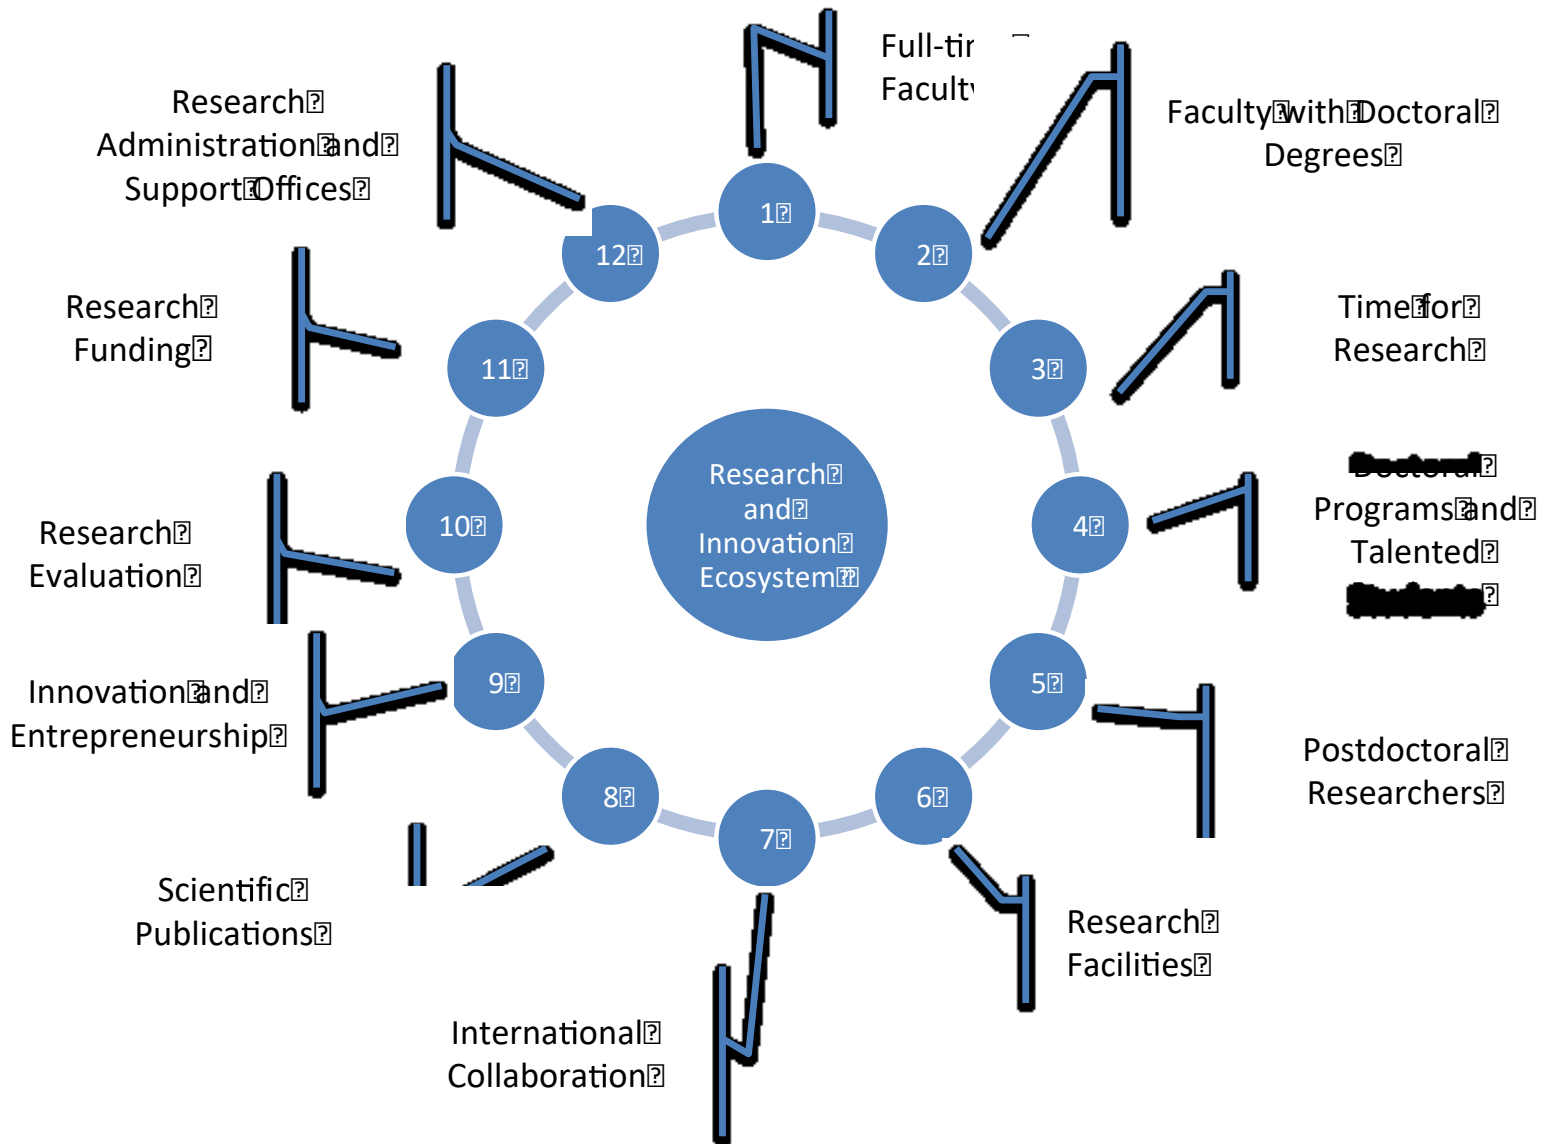 Faculty
Faculty with Doctoral
Degrees
Time for
Research
Programs and
Talented
Postdoctoral
Researchers
Research
Facilities
International
Collaboration
Scientific
Publications
Innovation and
Entrepreneurship
Research
Evaluation
Research
Funding
Research
Administration and
Support Offices
1
2
3
4
5
6
7
8
9
10
11
12
Research
and
Innovation
Ecosystem